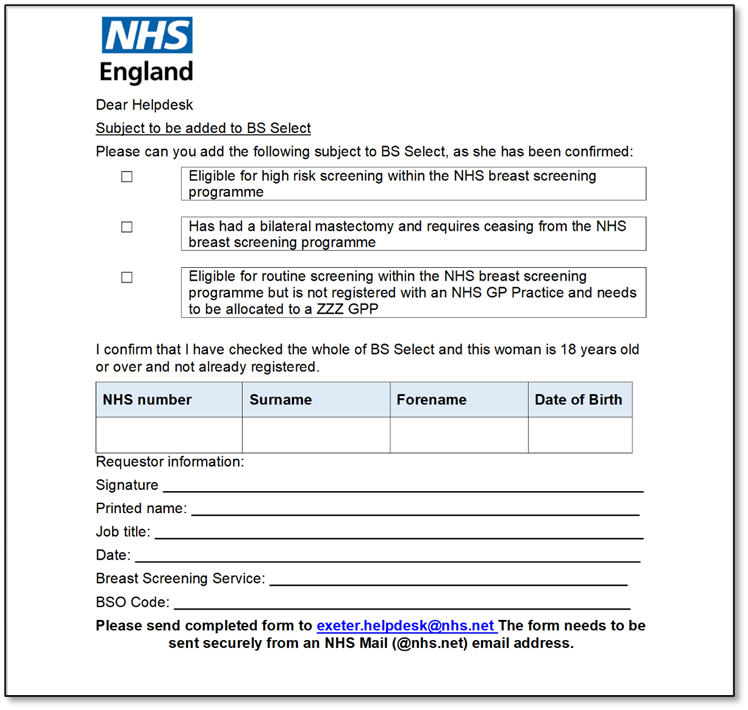 NHS
England
Dear Helpdesk
Subject to be added to BS Select
Please can you add the following subject to BS Select, as she has been confirmed:
☐ Eligible for high risk screening within the NHS breast screening
programme
☐ Has had a bilateral mastectomy and requires ceasing from the NHS
breast screening programme
☐ Eligible for routine screening within the NHS breast screening
programme but is not registered with an NHS GP Practice and needs
to be allocated to a ZZZ GPP
I confirm that I have checked the whole of BS Select and this woman is 18 years old
or over and not already registered.
NHS number Surname Forename Date of Birth
Requestor information:
Signature
Printed name:
Job title:
Date:
Breast Screening Service:
BSO Code:
Please send completed form to exeter.helpdesk@nhs.net The form needs to be
sent securely from an NHS Mail (@nhs.net) email address.